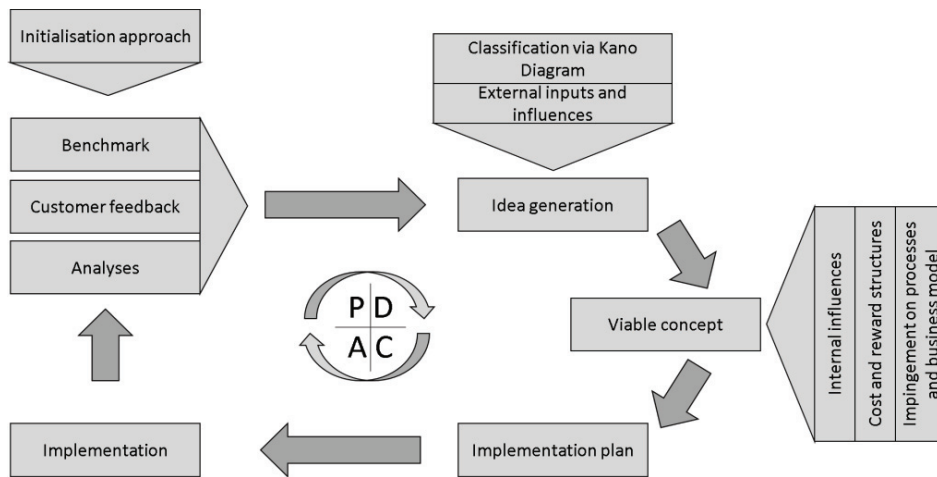 Initialisation approach
Classification via Kano
Diagram
External inputs and
influences
Benchmark
Customer feedback
Analyses
Idea generation
P D
A C
Viable concept
Internal influences
Cost and reward structures
Impingement on processes
and business model
Implementation
Implementation plan